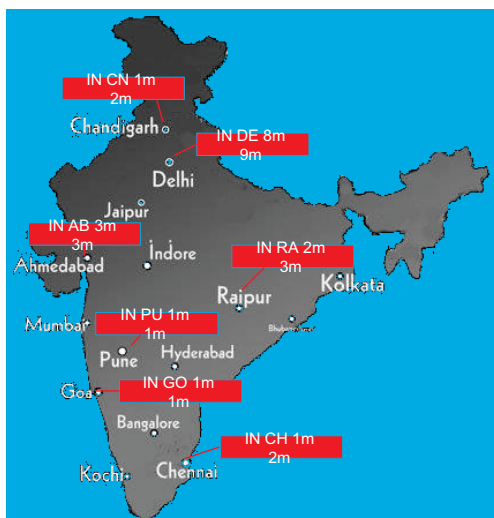 IN CN 1m
2m
Chandigarh
IN DE 8m
9m
Delhi
Jaipur
IN AB 3m
3m
Ahmedabad
Indore
IN RA 2m
3m
Raipur
Kolkata
IN PU 1m
1m
Mumbai
Pune
Hyderabad
IN GO 1m
1m
Goa
Bangalore
IN CH 1m
2m
Kochi
Chennai